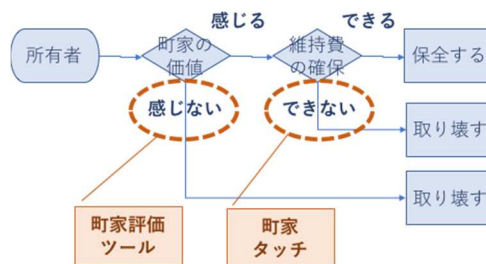 感じる
できる
所有者
町家の
価値
維持費
の確保
保全する
感じない
できない
取り壊す
取り壊す
町家評価
ツール
町家
タッチ